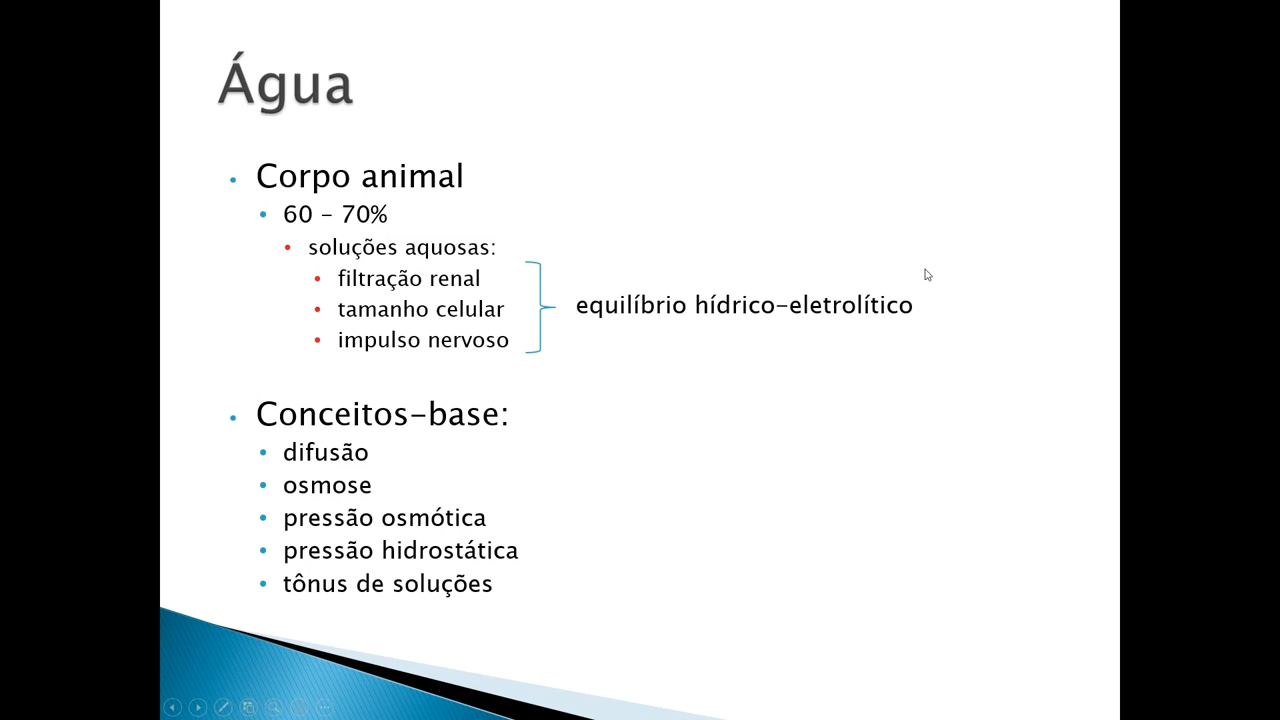 Água
• Corpo animal
• 60 – 70%
• soluções aquosas:
• filtração renal
• tamanho celular
• impulso nervoso
equilíbrio hídrico-eletrolítico
• Conceitos-base:
• difusão
• osmose
• pressão osmótica
• pressão hidrostática
• tônus de soluções